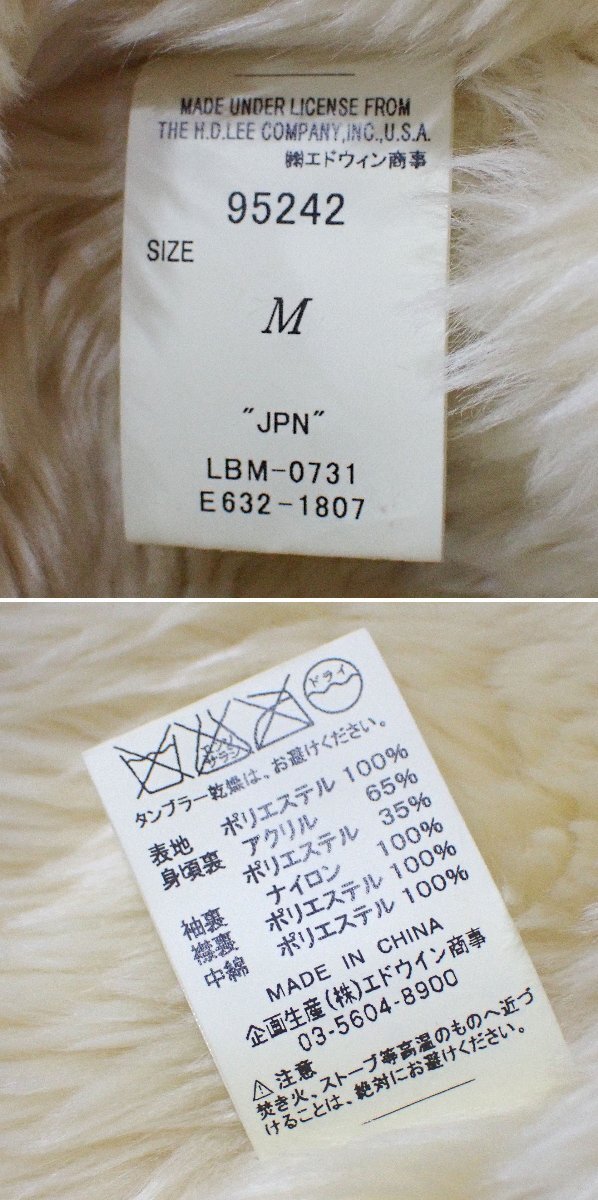 MADE UNDER LICENSE FROM
THE H.D.LEE COMPANY,INC.,U.S.A.
㈱エドウィン商事
95242
SIZE
M
"JPN"
LBM-0731
E632-1807
エンソ
サラシ
ドライ
タンブラー乾燥は、お避けください。
表地 ポリエステル 100%
身頃裏 アクリル 65%
ポリエステル 35%
袖裏 ナイロン 100%
襟裏 ポリエステル 100%
中綿 ポリエステル 100%
MADE IN CHINA
企画生産(株)エドウイン商事
03-5604-8900
⚠注意
焚き火、ストーブ等高温のものへ近づ
けることは、絶対にお避けください。